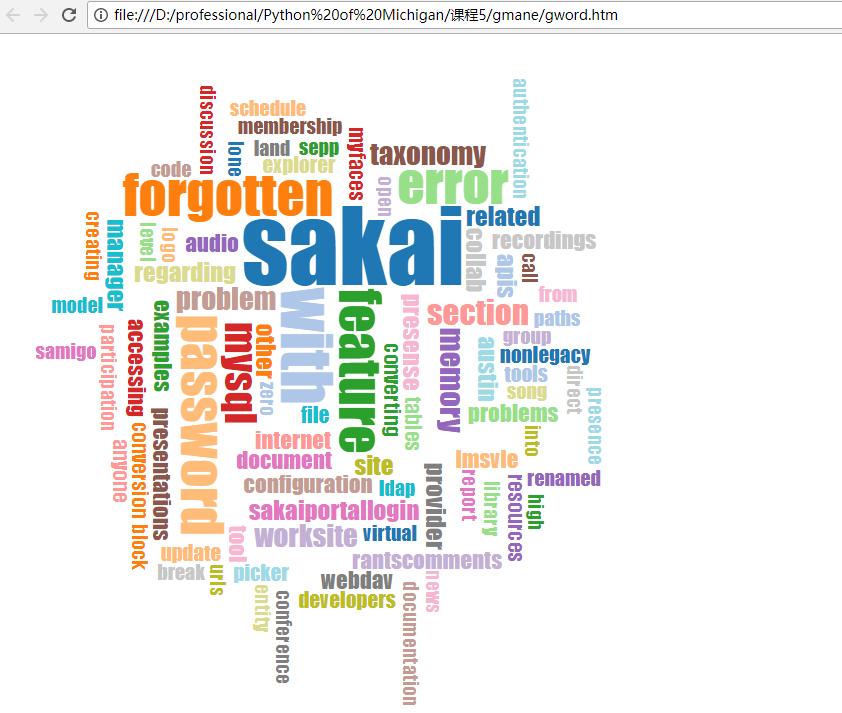 file:///D:/professional/Python%20of%20Michigan/课程5/gmane/gword.htm
discussion
schedule
membership
authentication
lone
land
sepp
myfaces
taxonomy
explorer
code
open
error
forgotten
sakai
related
creating
manager
level
logo
audio
collab
recordings
regarding
apis
call
model
problem
with
feature
presense
from
section
paths
examples
samigo
participation
accessing
password
mysql
other
zero
converting
memory
group
austin
nonlegacy
tools
direct
song
presence
file
tables
problems
presentations
conversion
anyone
internet
into
document
site
lmsvle
configuration
ldap
provider
report
library
resources
renamed
high
sakaiportallogin
block
tool
worksite
virtual
update
rantscomments
break
urls
picker
webdav
news
entity
conference
developers
documentation